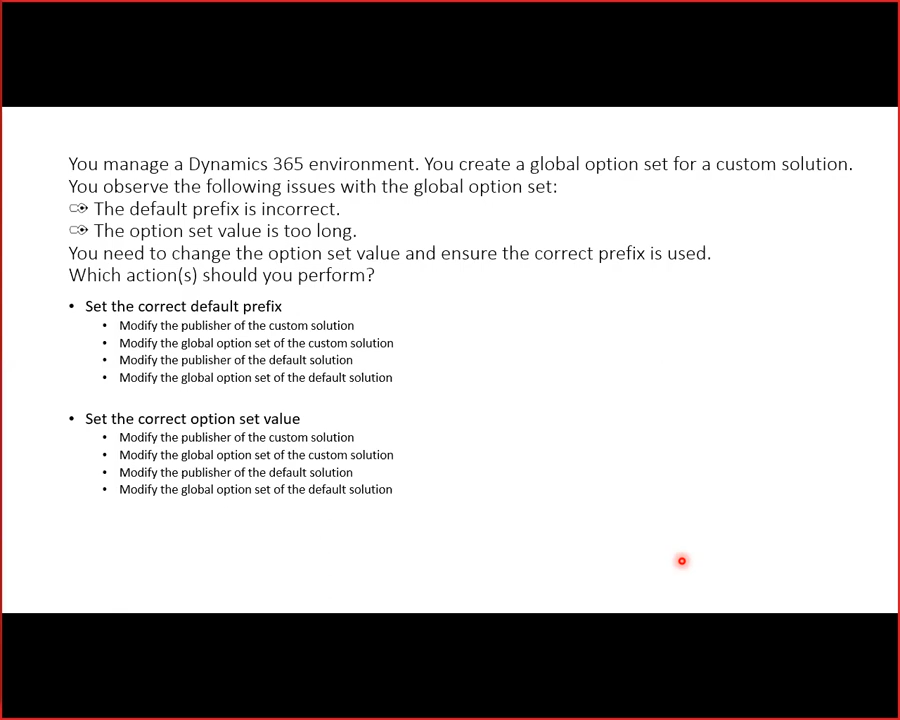 You manage a Dynamics 365 environment. You create a global option set for a custom solution.
You observe the following issues with the global option set:
The default prefix is incorrect.
The option set value is too long.
You need to change the option set value and ensure the correct prefix is used.
Which action(s) should you perform?
• Set the correct default prefix
• Modify the publisher of the custom solution
• Modify the global option set of the custom solution
• Modify the publisher of the default solution
• Modify the global option set of the default solution
• Set the correct option set value
• Modify the publisher of the custom solution
• Modify the global option set of the custom solution
• Modify the publisher of the default solution
• Modify the global option set of the default solution